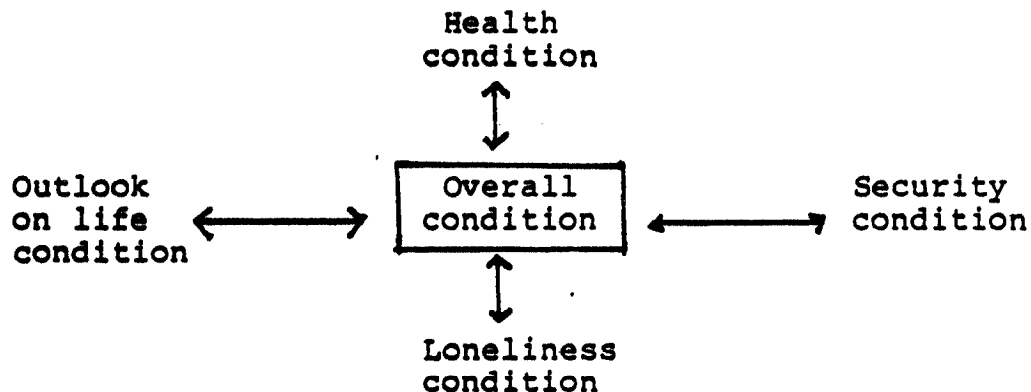 Health
condition
Outlook
on life
condition
Overall
condition
Security
condition
Loneliness
condition